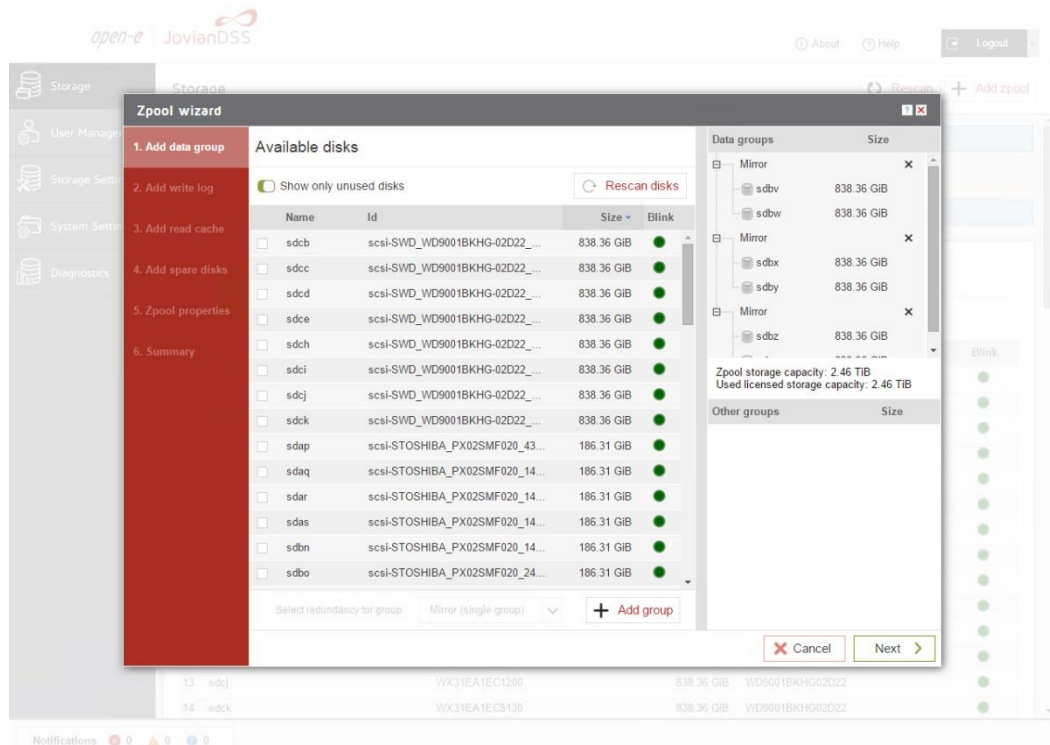 open-e JovianDSS
About Help Logout
Storage
User Manage
Storage Settin
System Settin
Diagnostics
Storage
Rescan Add zpool
Zpool wizard
1. Add data group
2. Add write log
3. Add read cache
4. Add spare disks
5. Zpool properties
6. Summary
Available disks
Show only unused disks
Rescan disks
Name Id Size Blink
sdcb scsi-SWD_WD9001BKHG-02D22_... 838.36 GiB
sdcc scsi-SWD_WD9001BKHG-02D22_... 838.36 GiB
sdcd scsi-SWD_WD9001BKHG-02D22_... 838.36 GiB
sdce scsi-SWD_WD9001BKHG-02D22_... 838.36 GiB
sdch scsi-SWD_WD9001BKHG-02D22_... 838.36 GiB
sdci scsi-SWD_WD9001BKHG-02D22_... 838.36 GiB
sdcj scsi-SWD_WD9001BKHG-02D22_... 838.36 GiB
sdck scsi-SWD_WD9001BKHG-02D22_... 838.36 GiB
sdap scsi-STOSHIBA_PX02SMF020_43... 186.31 GiB
sdaq scsi-STOSHIBA_PX02SMF020_14... 186.31 GiB
sdar scsi-STOSHIBA_PX02SMF020_14... 186.31 GiB
sdas scsi-STOSHIBA_PX02SMF020_14... 186.31 GiB
sdbn scsi-STOSHIBA_PX02SMF020_14... 186.31 GiB
sdbo scsi-STOSHIBA_PX02SMF020_24... 186.31 GiB
Select redundancy for group: Mirror (single group)
Add group
Data groups Size
Mirror
sdbv 838.36 GiB
sdbw 838.36 GiB
Mirror
sdbx 838.36 GiB
sdby 838.36 GiB
Mirror
sdbz 838.36 GiB
Zpool storage capacity: 2.46 TiB
Used licensed storage capacity: 2.46 TiB
Other groups Size
Cancel Next
Blink
13 sdcj WX31EA1EC1200 838.36 GiB WD9001BKHG02D22
14 sdck WX31EA1EC5130 838.36 GiB WD9001BKHG02D22
Notifications 0 0 0